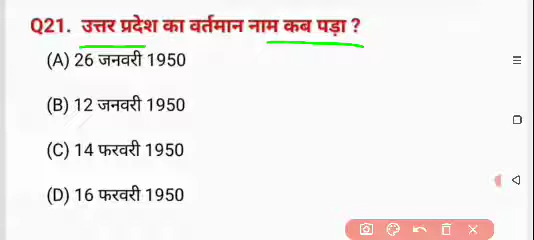 Q21. उत्तर प्रदेश का वर्तमान नाम कब पड़ा ?
(A) 26 जनवरी 1950
(B) 12 जनवरी 1950
(C) 14 फरवरी 1950
(D) 16 फरवरी 1950